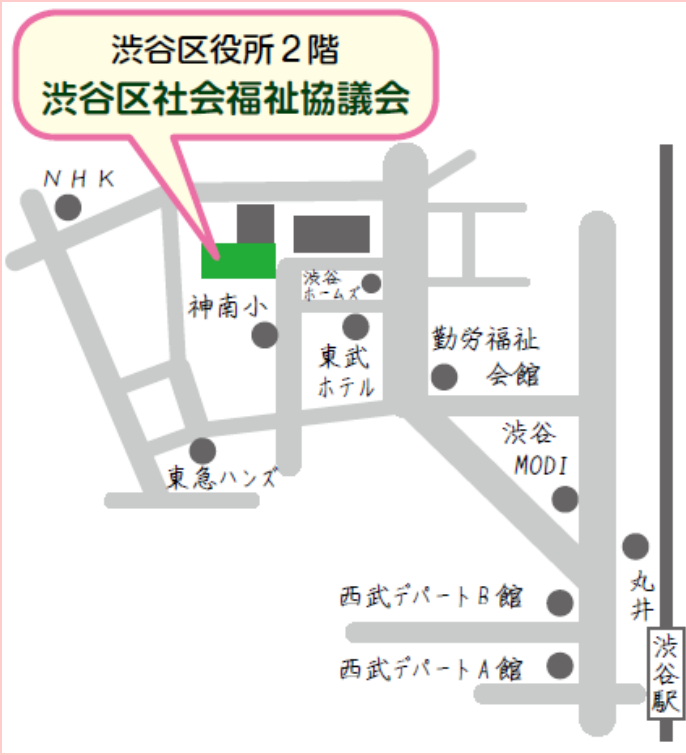 渋谷区役所2階
渋谷区社会福祉協議会
NHK
渋谷
ホームズ
神南小
東武
ホテル
勤労福祉
会館
渋谷
MODI
東急ハンズ
丸井
西武デパートB館
西武デパートA館
渋谷駅